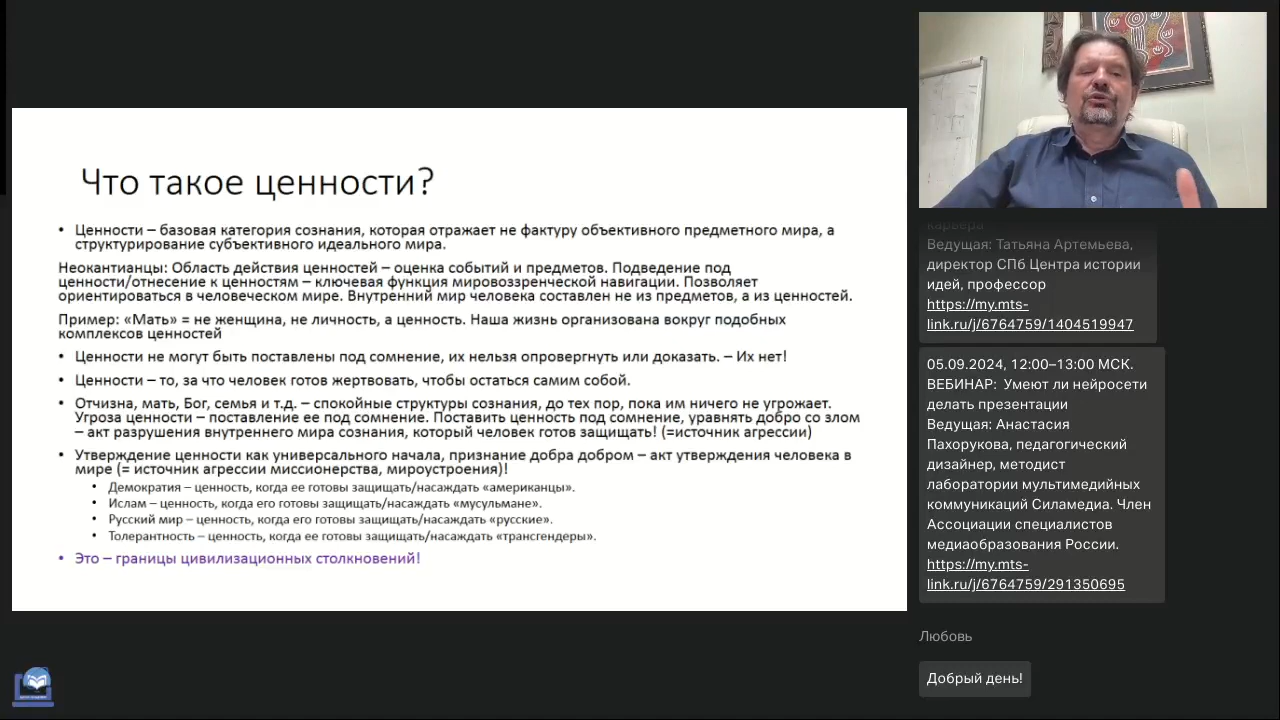 Что такое ценности?
• Ценности – базовая категория сознания, которая отражает не фактуру объективного предметного мира, а
структурирование субъективного идеального мира.
Неокантианцы: Область действия ценностей – оценка событий и предметов. Подведение под
ценности/отнесение к ценностям – ключевая функция мировоззренческой навигации. Позволяет
ориентироваться в человеческом мире. Внутренний мир человека составлен не из предметов, а из ценностей.
Пример: «Мать» = не женщина, не личность, а ценность. Наша жизнь организована вокруг подобных
комплексов ценностей
• Ценности не могут быть поставлены под сомнение, их нельзя опровергнуть или доказать. – Их нет!
• Ценности – то, за что человек готов жертвовать, чтобы остаться самим собой.
• Отчизна, мать, Бог, семья и т.д. – спокойные структуры сознания, до тех пор, пока им ничего не угрожает.
Угроза ценности – поставление ее под сомнение. Поставить ценность под сомнение, уравнять добро со злом
– акт разрушения внутреннего мира сознания, который человек готов защищать! (=источник агрессии)
• Утверждение ценности как универсального начала, признание добра добром – акт утверждения человека в
мире (= источник агрессии миссионерства, мироустроения)!
• Демократия – ценность, когда ее готовы защищать/насаждать «американцы».
• Ислам – ценность, когда его готовы защищать/насаждать «мусульмане».
• Русский мир – ценность, когда его готовы защищать/насаждать «русские».
• Толерантность – ценность, когда ее готовы защищать/насаждать «трансгендеры».
• Это – границы цивилизационных столкновений!
карьера
Ведущая: Татьяна Артемьева,
директор СПб Центра истории
идей, профессор
https://my.mts-
link.ru/j/6764759/1404519947
05.09.2024, 12:00–13:00 МСК.
ВЕБИНАР: Умеют ли нейросети
делать презентации
Ведущая: Анастасия
Пахорукова, педагогический
дизайнер, методист
лаборатории мультимедийных
коммуникаций Силамедиа. Член
Ассоциации специалистов
медиаобразования России.
https://my.mts-
link.ru/j/6764759/291350695
Любовь
Добрый день!